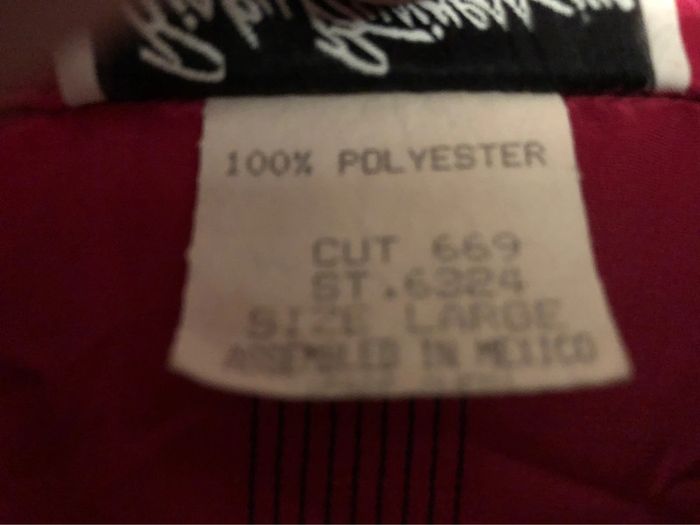 100% POLYESTER
CUT 669
ST.6324
SIZE LARGE
ASSEMBLED IN MEXICO